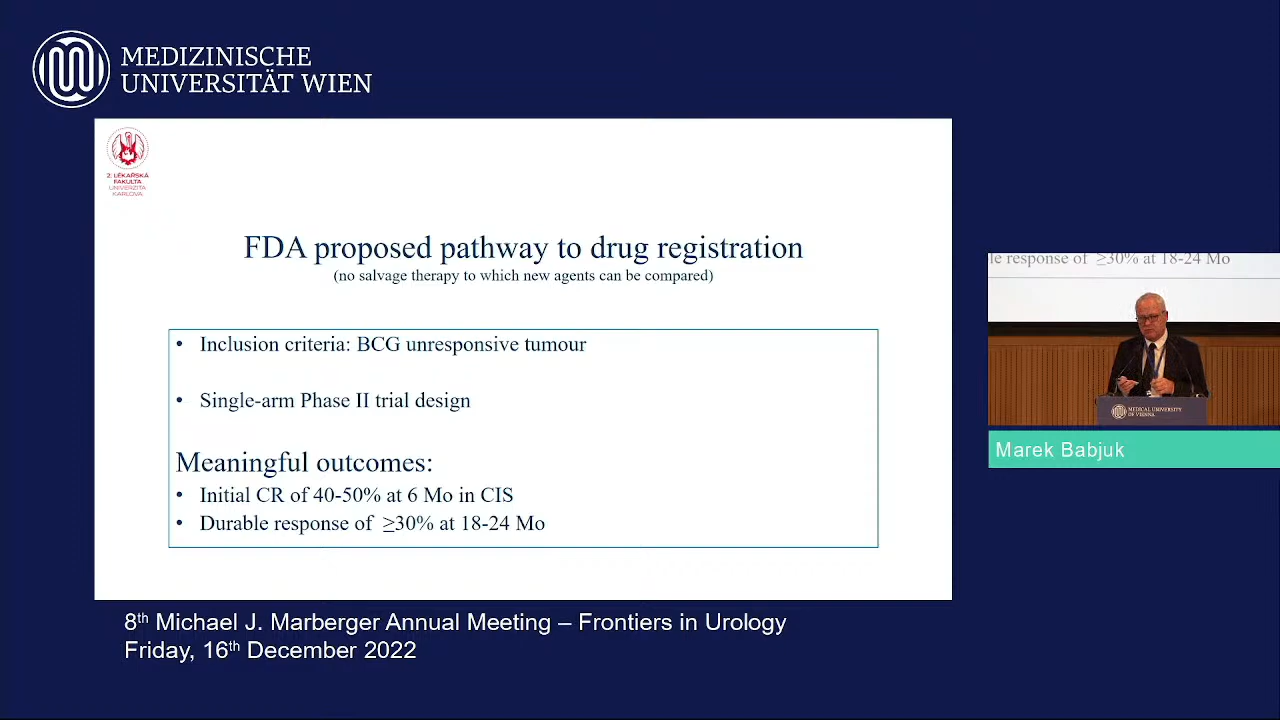 MEDIZINISCHE
UNIVERSITÄT WIEN
2. LÉKAŘSKÁ
FAKULTA
UNIVERZITA
KARLOVA
FDA proposed pathway to drug registration
(no salvage therapy to which new agents can be compared)
• Inclusion criteria: BCG unresponsive tumour
• Single-arm Phase II trial design
Meaningful outcomes:
• Initial CR of 40-50% at 6 Mo in CIS
• Durable response of ≥30% at 18-24 Mo
le response of ≥30% at 18-24 Mo
MEDICAL UNIVERSITY
OF VIENNA
Marek Babjuk
8th Michael J. Marberger Annual Meeting – Frontiers in Urology
Friday, 16th December 2022